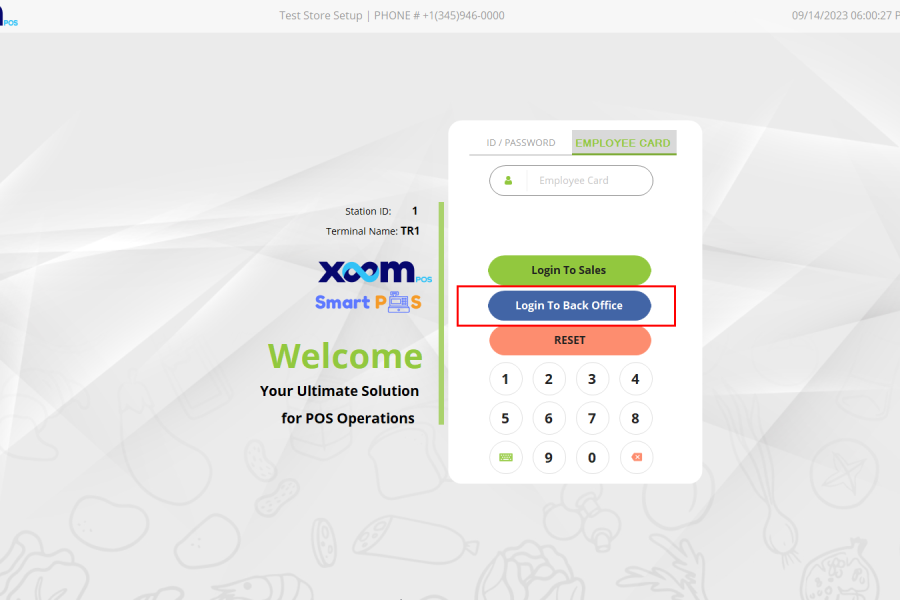 POS
Test Store Setup | PHONE # +1(345)946-0000
09/14/2023 06:00:27 P
ID / PASSWORD
EMPLOYEE CARD
Employee Card
Station ID: 1
Terminal Name: TR1
xoom POS
Smart POS
Welcome
Your Ultimate Solution
for POS Operations
Login To Sales
Login To Back Office
RESET
1 2 3 4
5 6 7 8
9 0